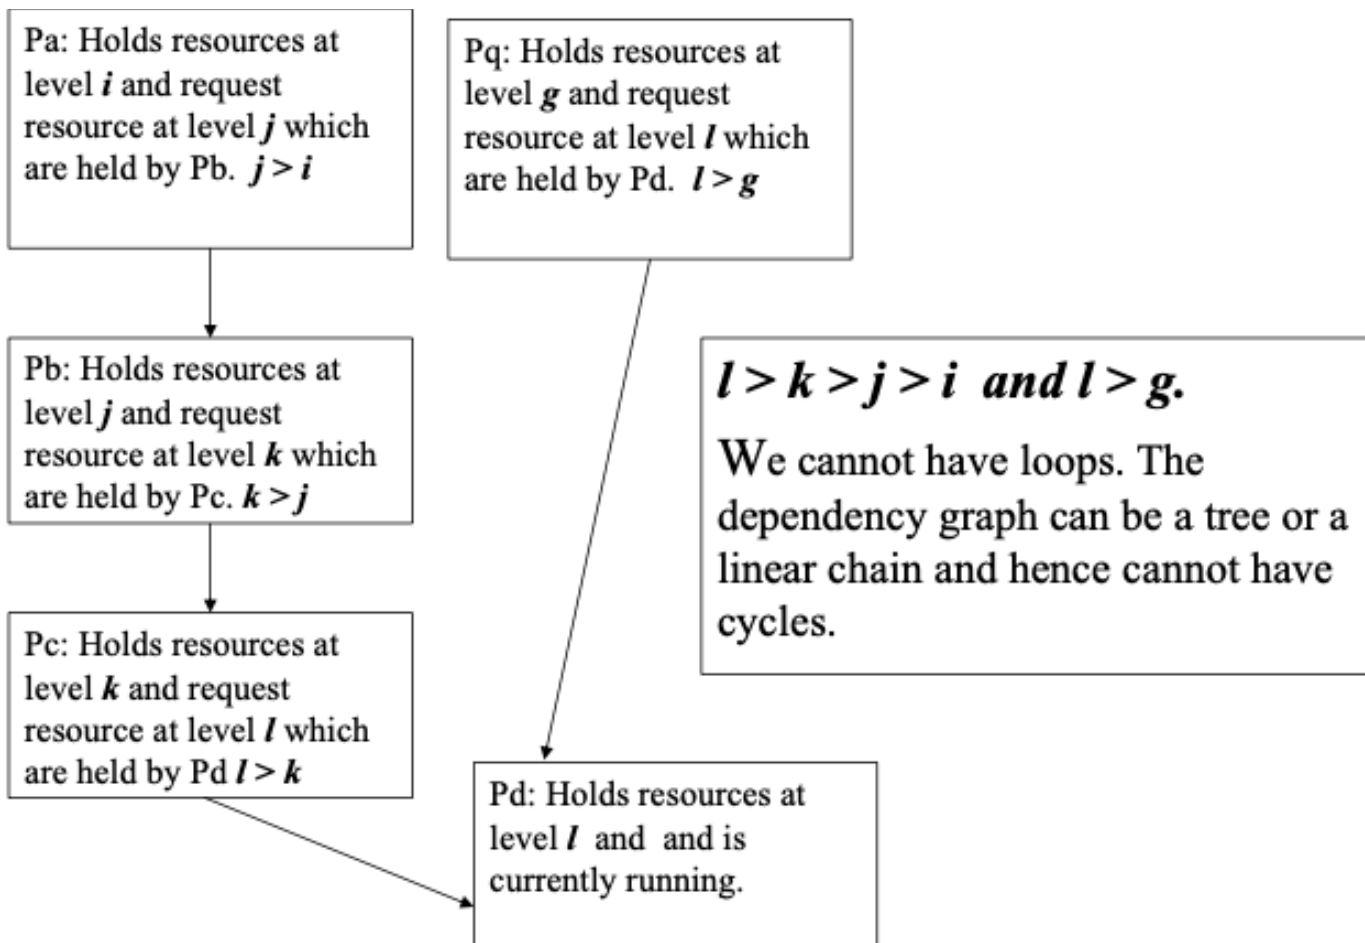 Pa: Holds resources at
level i and request
resource at level j which
are held by Pb. j > i
Pq: Holds resources at
level g and request
resource at level l which
are held by Pd. l > g
Pb: Holds resources at
level j and request
resource at level k which
are held by Pc. k > j
l > k > j > i and l > g.
We cannot have loops. The
dependency graph can be a tree or a
linear chain and hence cannot have
cycles.
Pc: Holds resources at
level k and request
resource at level l which
are held by Pd l > k
Pd: Holds resources at
level l and and is
currently running.